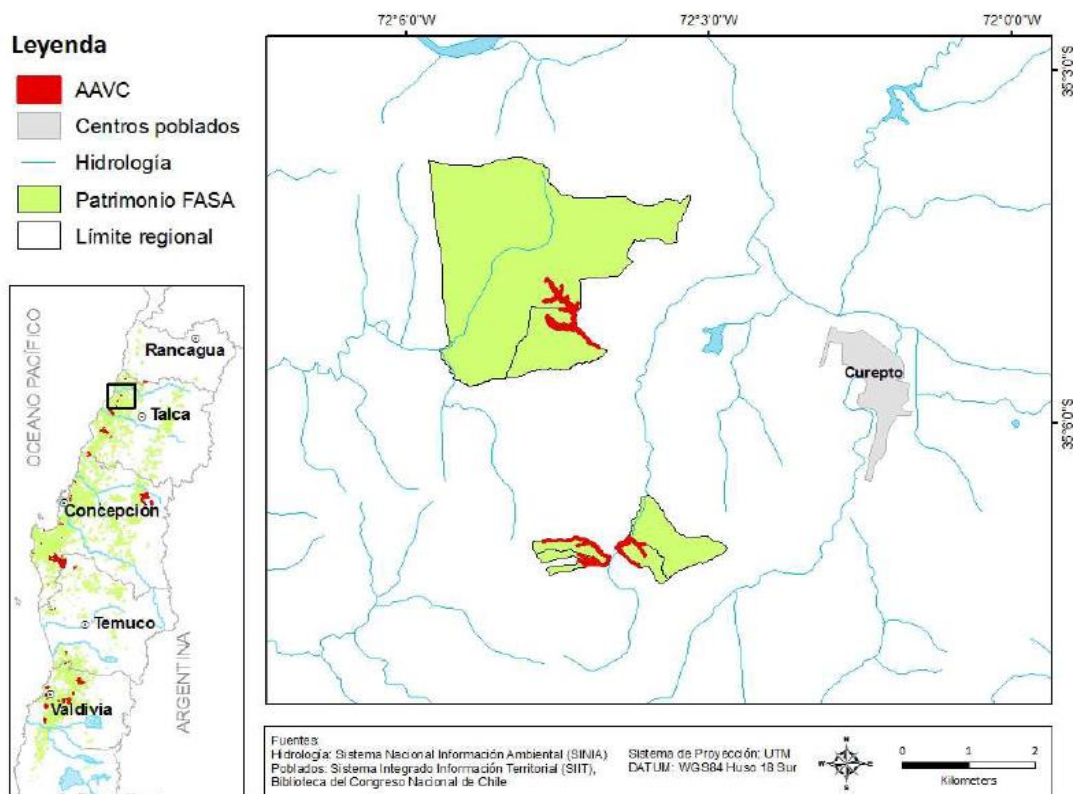 72°6'0"W
72°3'0"W
72°0'0"W
Leyenda
AAVC
Centros poblados
Hidrología
Patrimonio FASA
Límite regional
35°3'0"S
35°6'0"S
OCEANO PACÍFICO
Rancagua
Talca
Concepción
Temuco
ARGENTINA
Valdivia
Curepto
Fuentes:
Hidrología: Sistema Nacional Información Ambiental (SINIA)
Poblados: Sistema Integrado Información Territorial (SIIT),
Biblioteca del Congreso Nacional de Chile
Sistema de Proyección: UTM
DATUM: WGS84 Huso 18 Sur
N
E
S
0 1 2
Kilometers